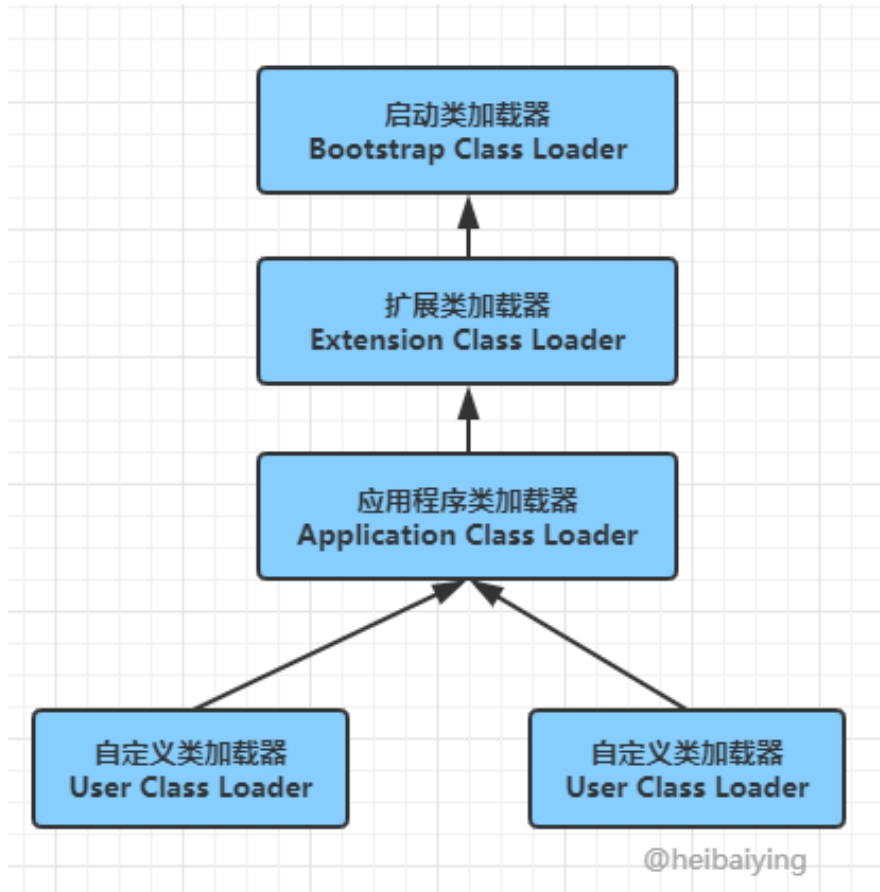 启动类加载器
Bootstrap Class Loader
扩展类加载器
Extension Class Loader
应用程序类加载器
Application Class Loader
自定义类加载器
User Class Loader
自定义类加载器
User Class Loader
@heibaiying